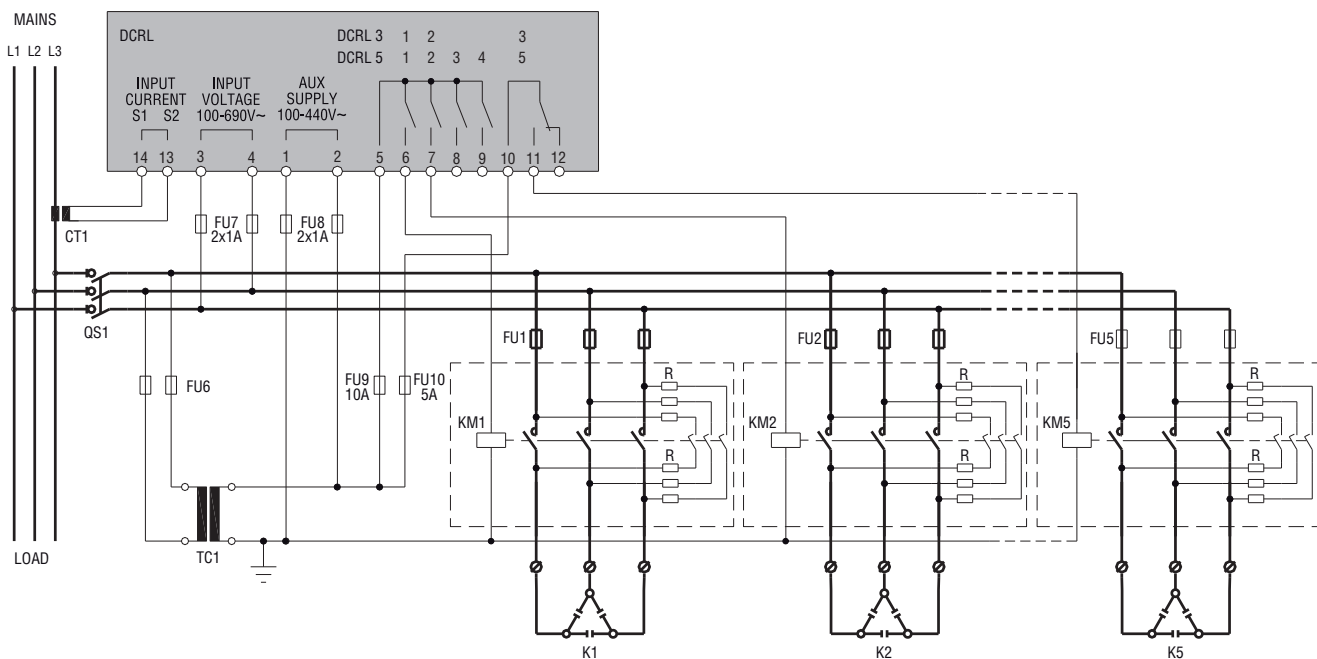 MAINS
L1 L2 L3
DCRL
DCRL 3 1 2 3
DCRL 5 1 2 3 4 5
INPUT CURRENT
S1 S2
INPUT VOLTAGE
100-690V~
AUX SUPPLY
100-440V~
14 13 3 4 1 2 5 6 7 8 9 10 11 12
CT1
FU7
2x1A
FU8
2x1A
QS1
FU6
FU9
10A
FU10
5A
FU1
FU2
FU5
R
R
R
KM1
KM2
KM5
R
R
R
TC1
LOAD
K1
K2
K5